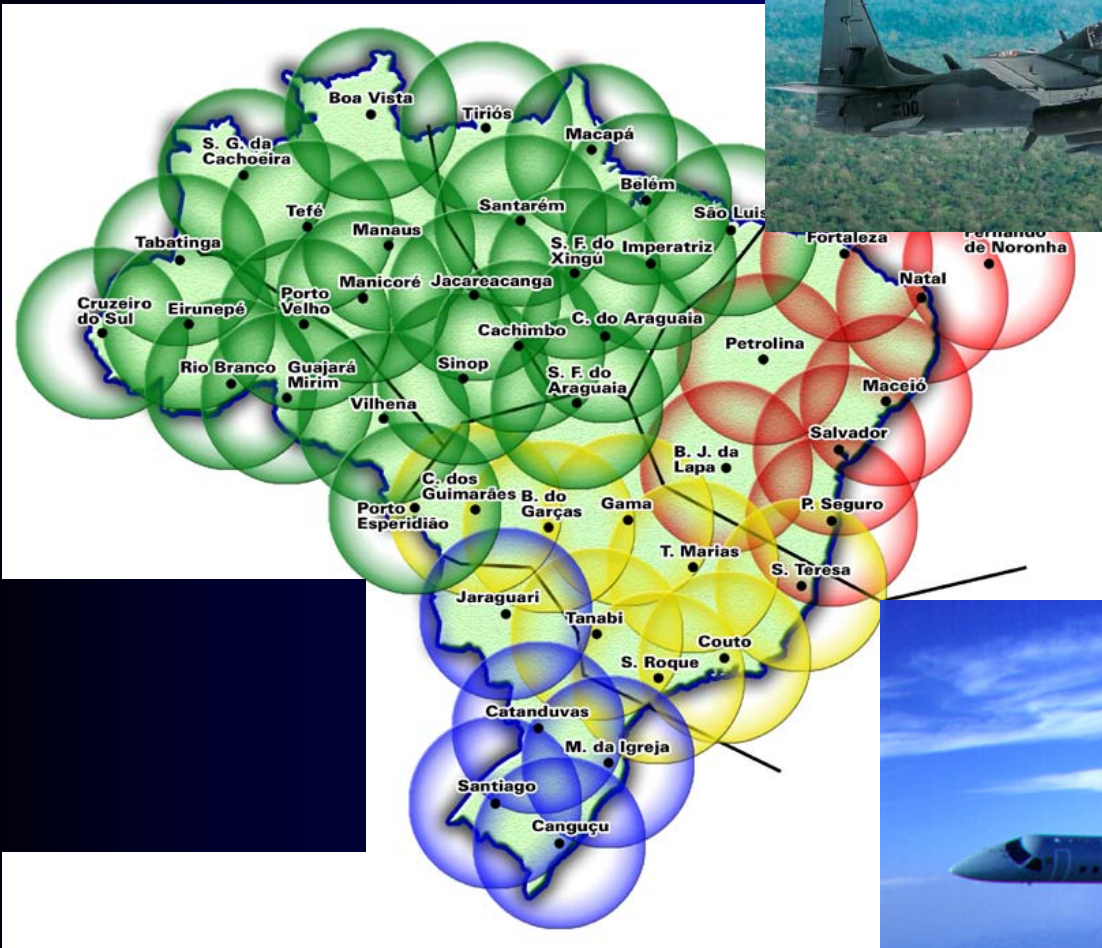 Boa Vista
Tiriós
Macapá
S. G. da
Cachoeira
Belém
São Luis
Tefé
Santarém
Manaus
Tabatinga
S. F. do
Xingú
Imperatriz
Fortaleza
Fernando
de Noronha
Natal
Manicoré
Jacareacanga
Cruzeiro
do Sul
Eirunepé
Porto
Velho
C. do Araguaia
Cachimbo
Petrolina
Rio Branco
Guajará
Mirim
Sinop
S. F. do
Araguaia
Maceió
Vilhena
Salvador
B. J. da
Lapa
C. dos
Guimarães
B. do
Garças
Gama
P. Seguro
Porto
Esperidião
T. Marias
S. Teresa
Jaraguari
Tanabi
Couto
S. Roque
Catanduvas
M. da Igreja
Santiago
Canguçu